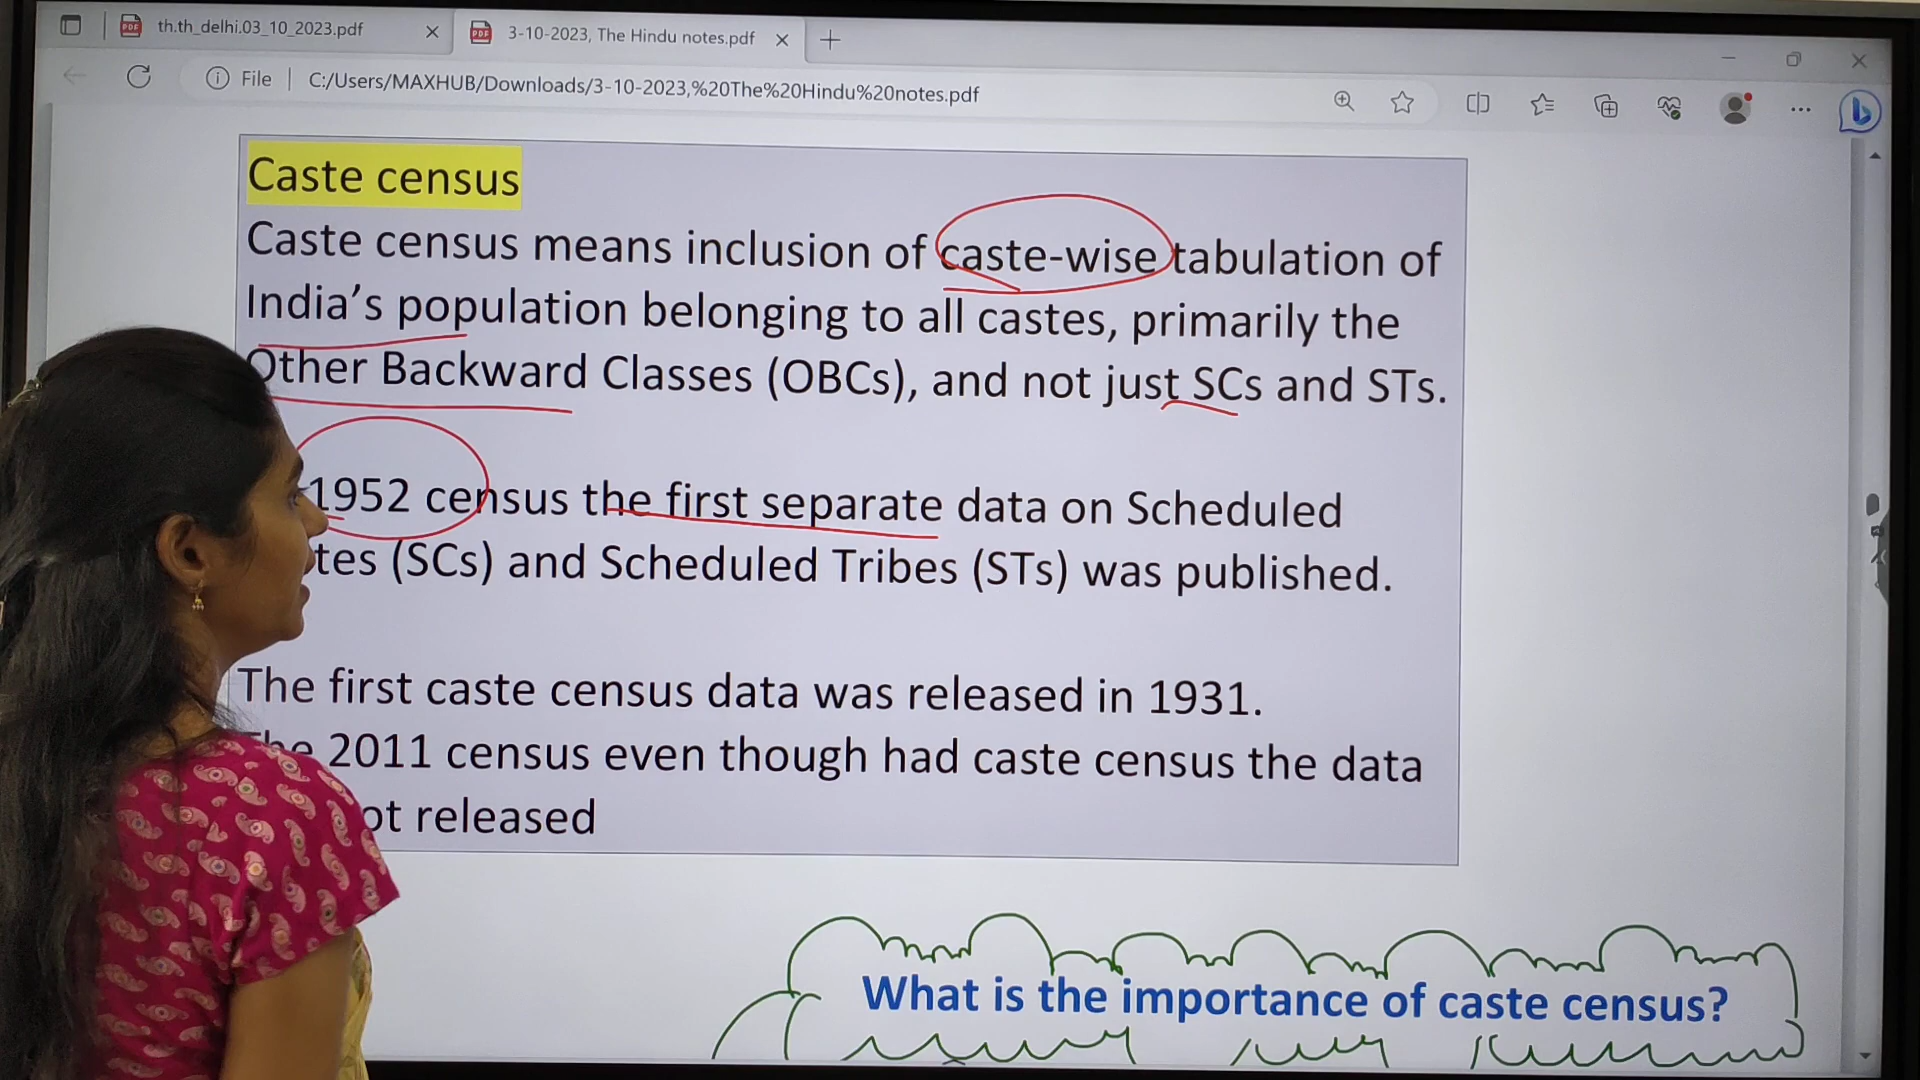 th.th_delhi.03_10_2023.pdf
3-10-2023, The Hindu notes.pdf
File
C:/Users/MAXHUB/Downloads/3-10-2023,%20The%20Hindu%20notes.pdf
Caste census
Caste census means inclusion of caste-wise tabulation of
India’s population belonging to all castes, primarily the
Other Backward Classes (OBCs), and not just SCs and STs.
1952 census the first separate data on Scheduled
tes (SCs) and Scheduled Tribes (STs) was published.
The first caste census data was released in 1931.
The 2011 census even though had caste census the data
ot released
What is the importance of caste census?